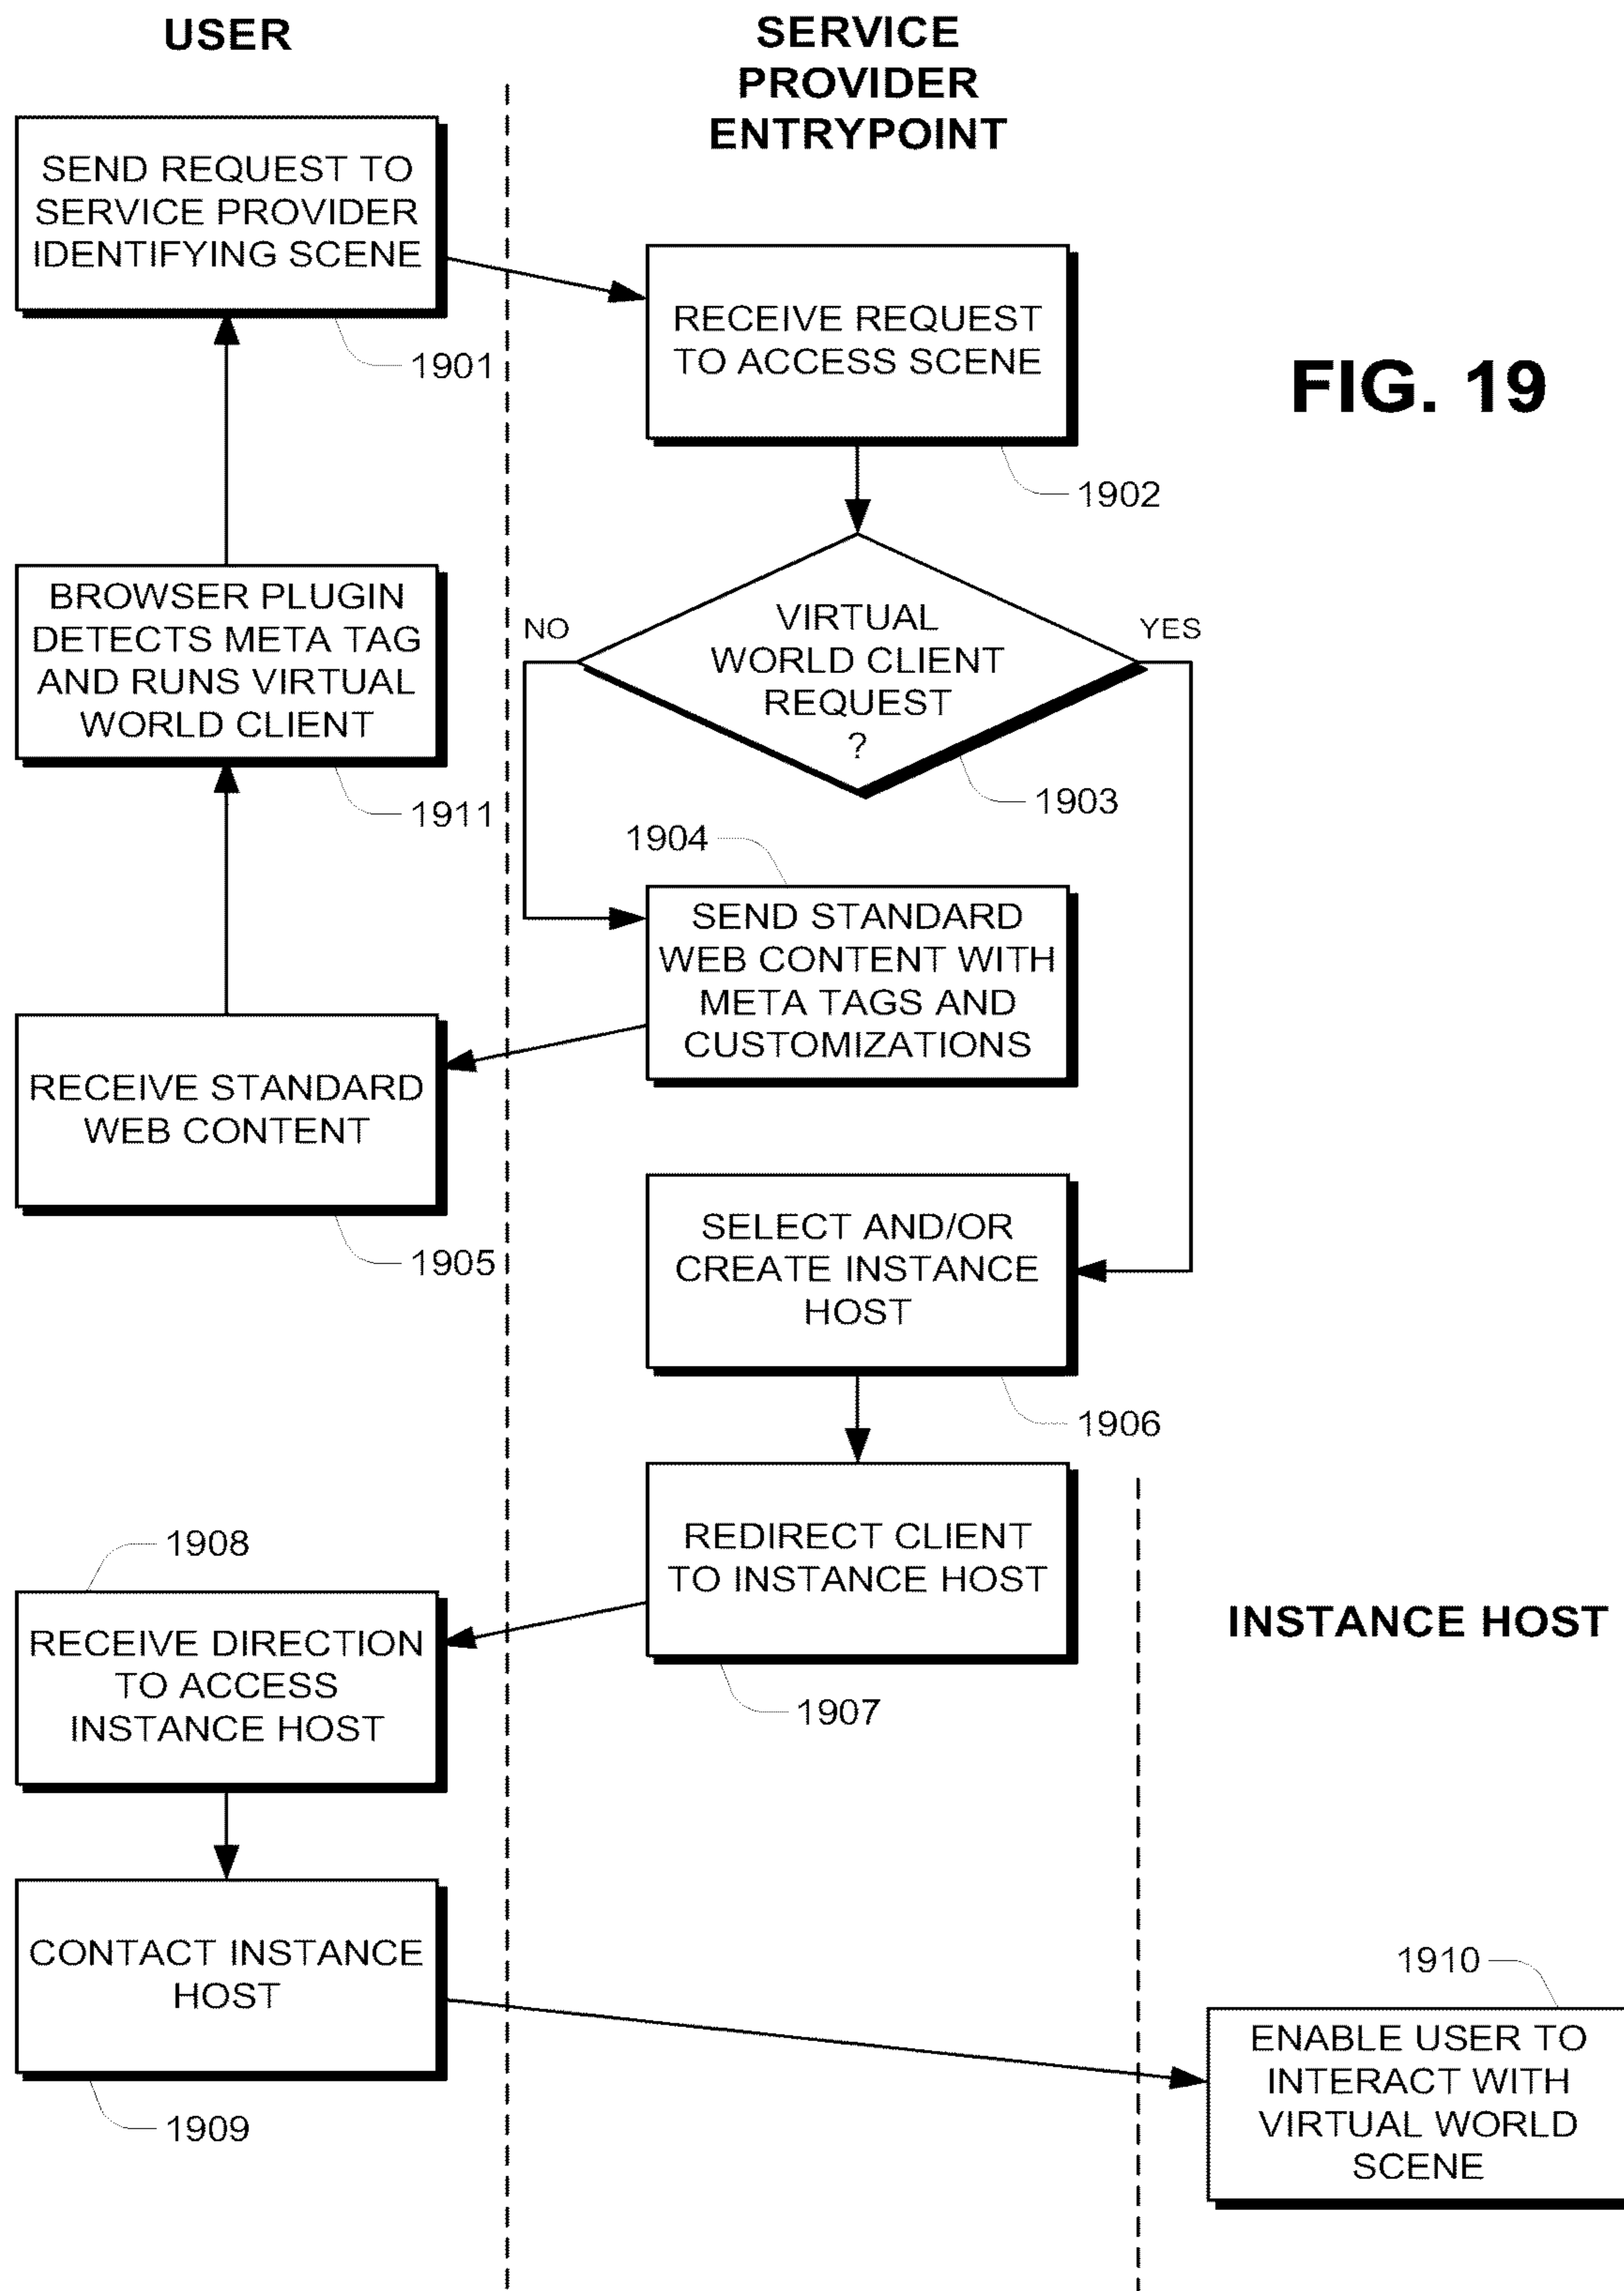 USER
SERVICE
PROVIDER
ENTRYPOINT
SEND REQUEST TO
SERVICE PROVIDER
IDENTIFYING SCENE
1901
RECEIVE REQUEST
TO ACCESS SCENE
1902
FIG. 19
BROWSER PLUGIN
DETECTS META TAG
AND RUNS VIRTUAL
WORLD CLIENT
1911
NO
VIRTUAL
WORLD CLIENT
REQUEST
?
YES
1903
1904
SEND STANDARD
WEB CONTENT WITH
META TAGS AND
CUSTOMIZATIONS
RECEIVE STANDARD
WEB CONTENT
1905
SELECT AND/OR
CREATE INSTANCE
HOST
1906
REDIRECT CLIENT
TO INSTANCE HOST
1907
INSTANCE HOST
1908
RECEIVE DIRECTION
TO ACCESS
INSTANCE HOST
CONTACT INSTANCE
HOST
1909
1910
ENABLE USER TO
INTERACT WITH
VIRTUAL WORLD
SCENE